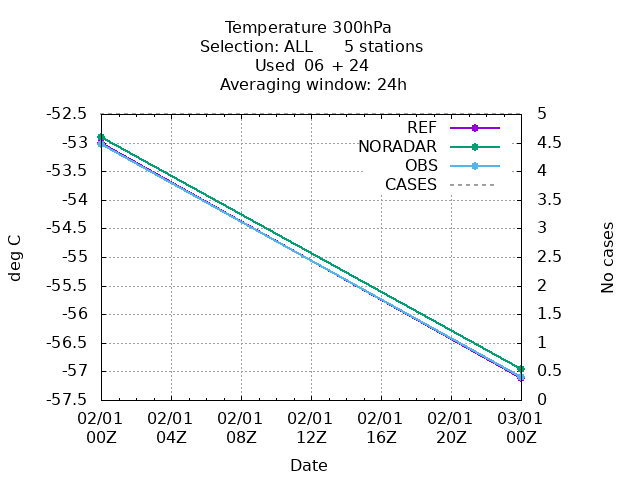 Temperature 300hPa
Selection: ALL      5 stations
Used  06 + 24
Averaging window: 24h
-52.5
-53
-53.5
-54
-54.5
-55
-55.5
-56
-56.5
-57
-57.5
deg C
REF
NORADAR
OBS
CASES
5
4.5
4
3.5
3
2.5
2
1.5
1
0.5
0
No cases
02/01 02/01 02/01 02/01 02/01 02/01 03/01
00Z 04Z 08Z 12Z 16Z 20Z 00Z
Date